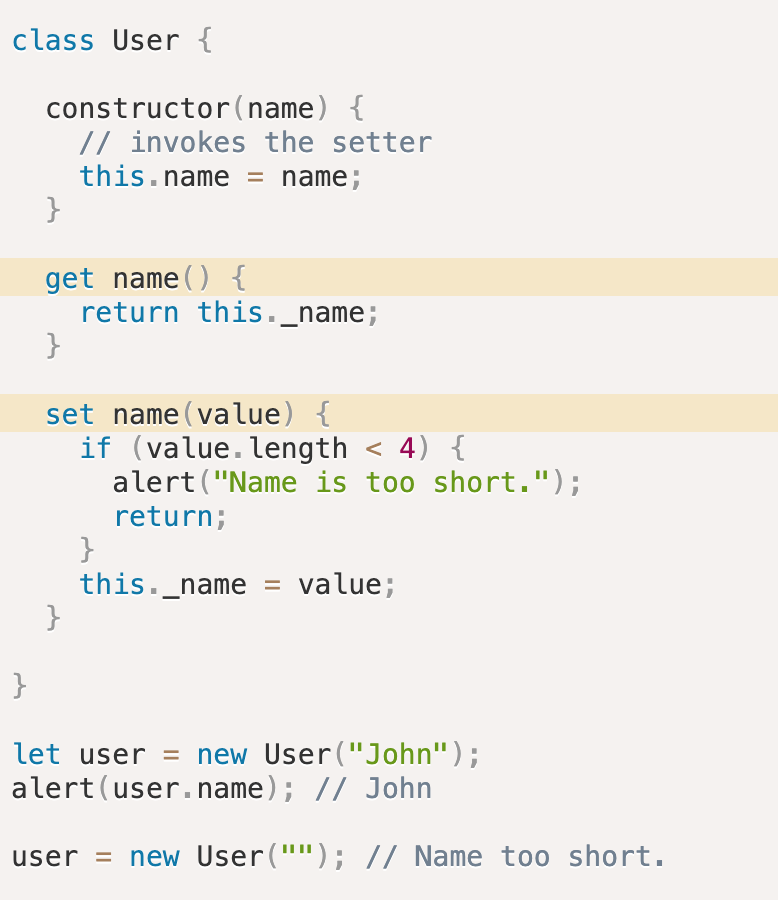 class User {
  constructor(name) {
    // invokes the setter
    this.name = name;
  }
  get name() {
    return this._name;
  }
  set name(value) {
    if (value.length < 4) {
      alert("Name is too short.");
      return;
    }
    this._name = value;
  }
}
let user = new User("John");
alert(user.name); // John
user = new User(""); // Name too short.